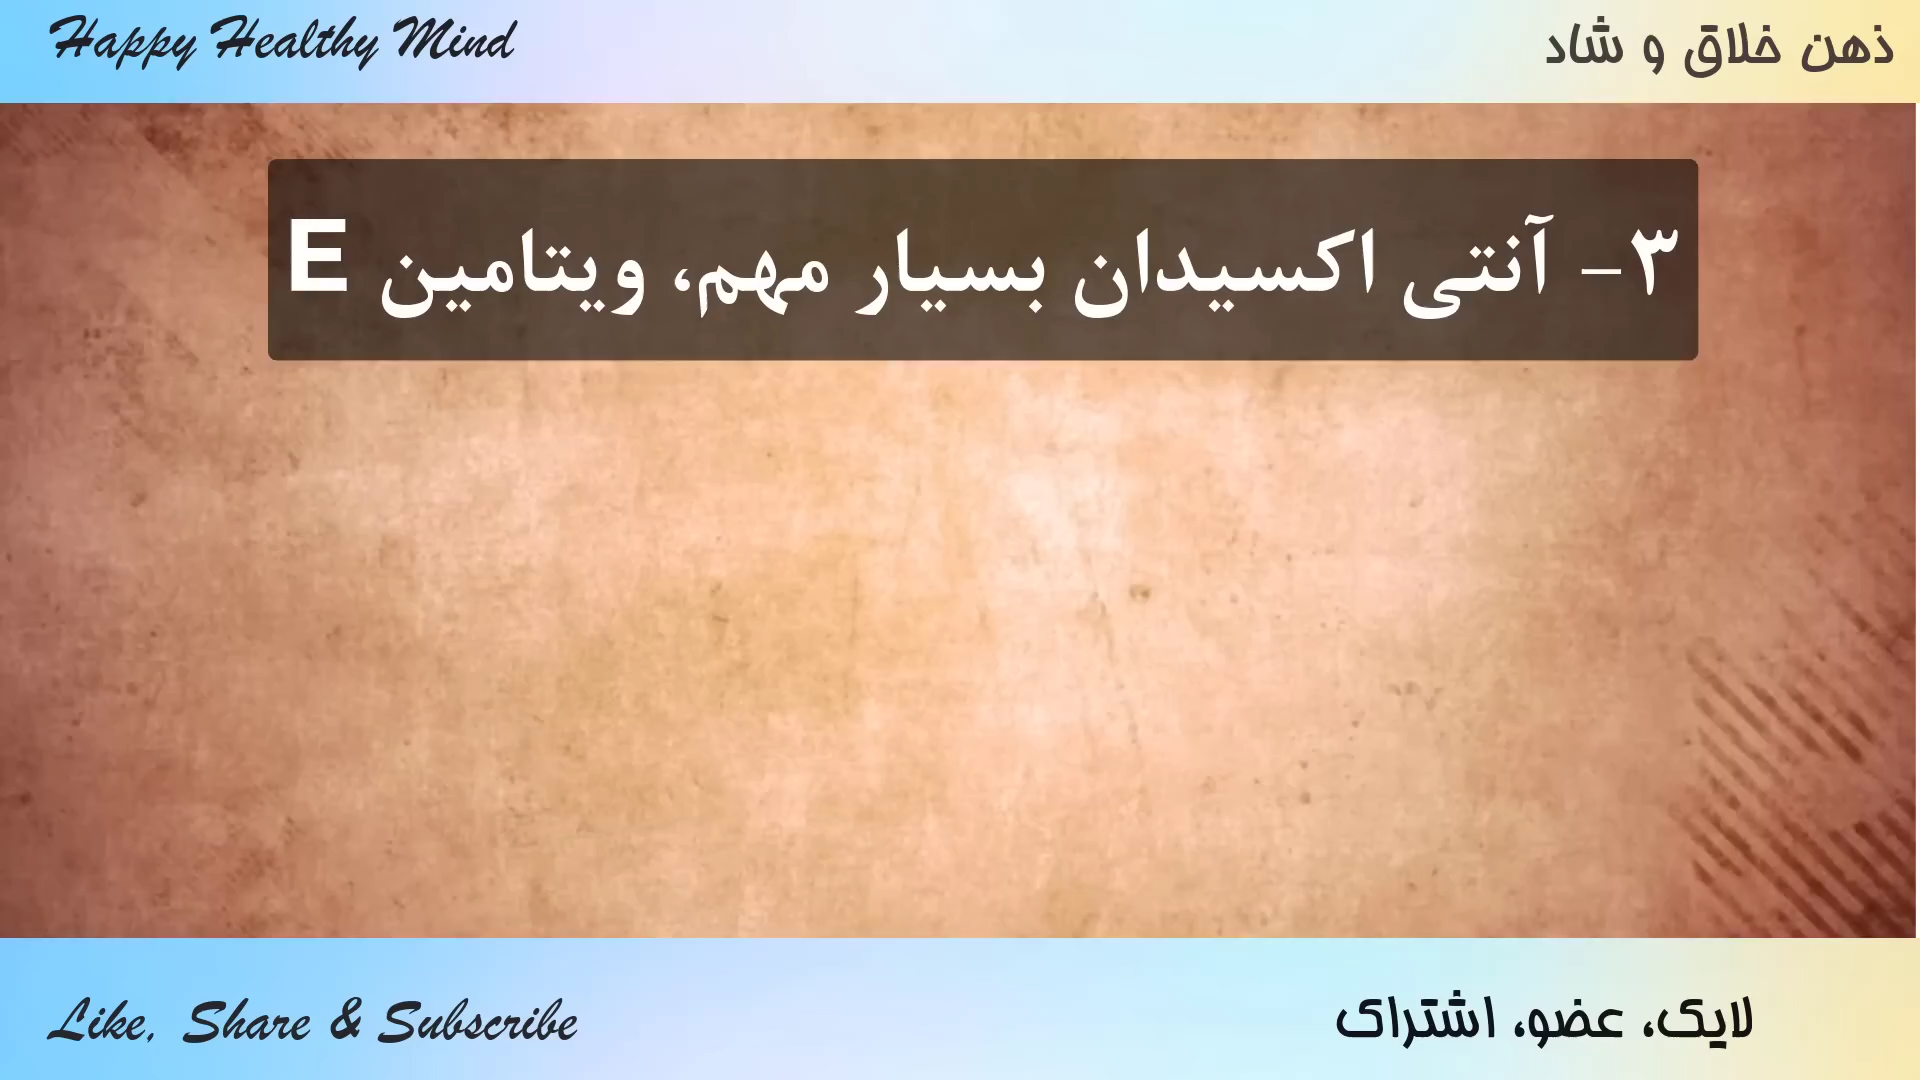 Happy Healthy Mind
ذهن خلاق و شاد
۳- آنتی اکسیدان بسیار مهم، ویتامین E
Like, Share & Subscribe
لایک، عضو، اشتراک